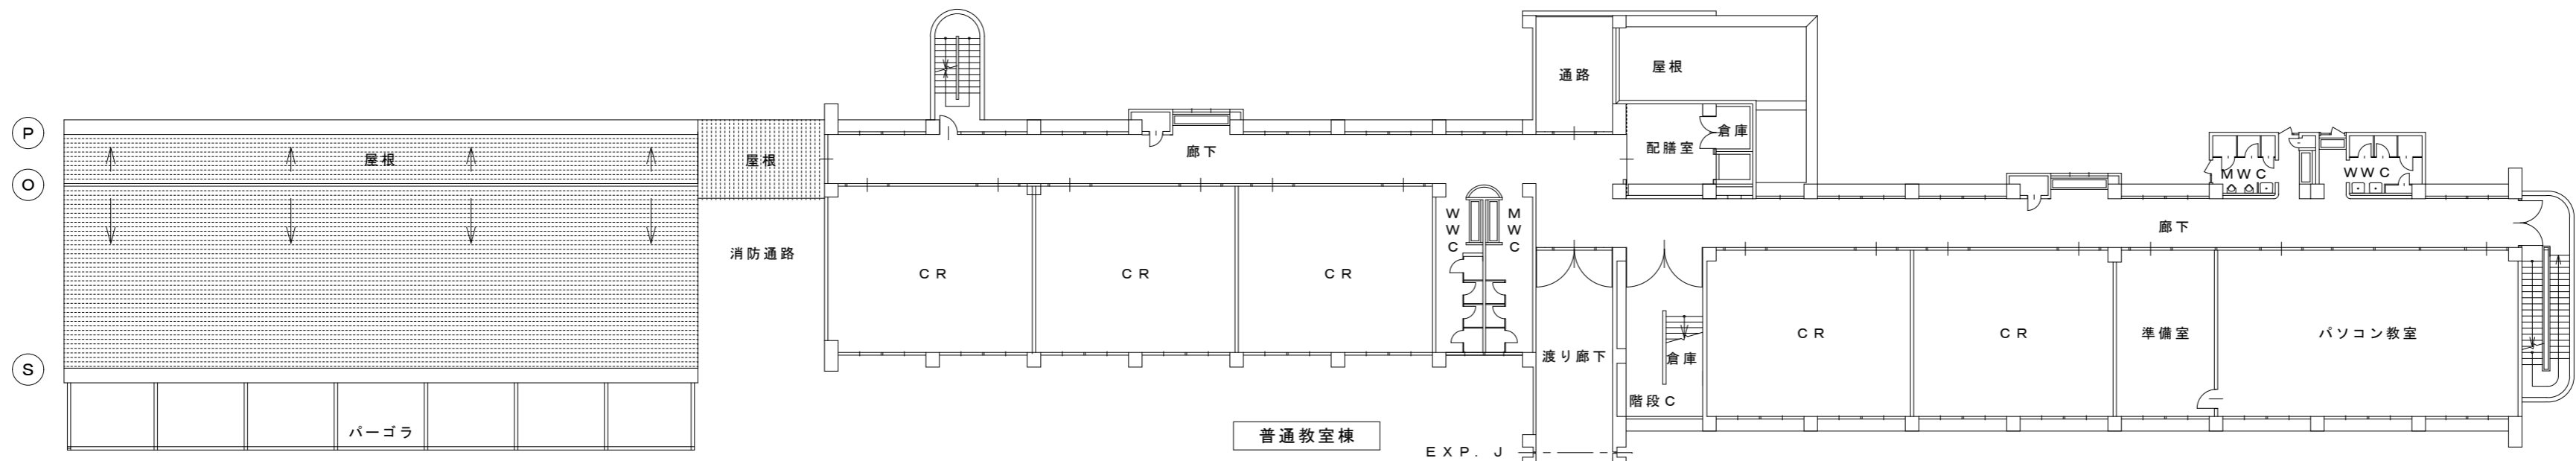 通路
屋根
P
屋根
屋根
廊下
配膳室
倉庫
O
MWC
WWC
WWC
MWC
廊下
消防通路
CR
CR
CR
CR
CR
準備室
パソコン教室
S
渡り廊下
倉庫
階段C
パーゴラ
普通教室棟
EXP. J